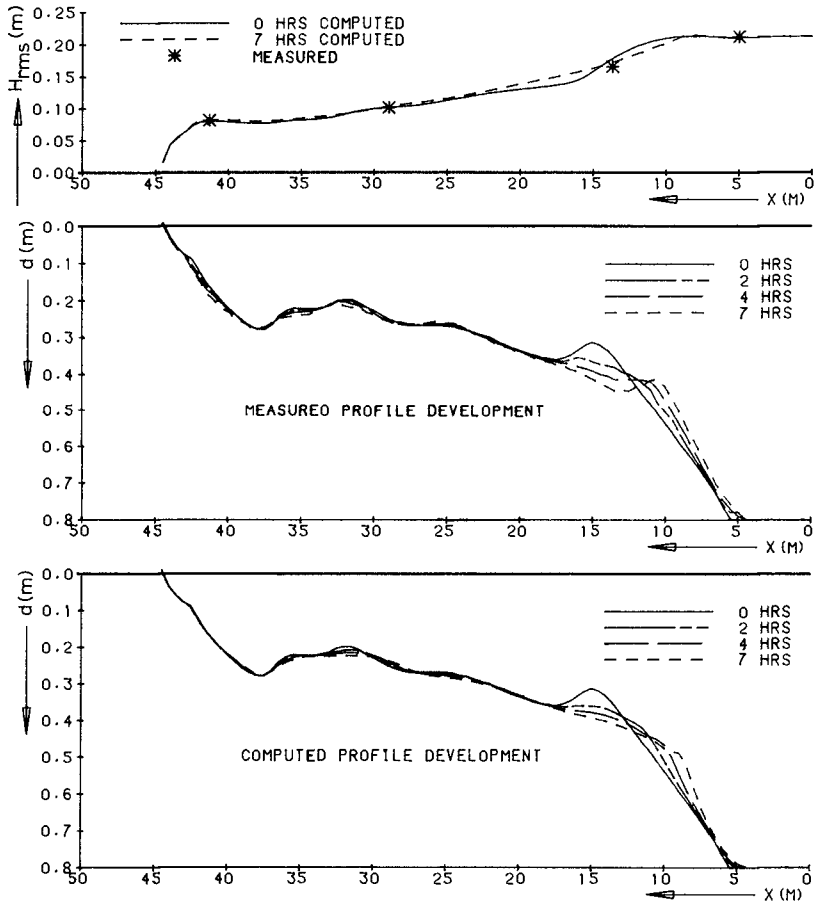 0 HRS COMPUTED
7 HRS COMPUTED
MEASURED
Hrms (m)
0.25
0.20
0.15
0.10
0.05
0.00
50 45 40 35 30 25 20 15 10 5 0
X (M)
d (m)
0.0
0.1
0.2
0.3
0.4
0.5
0.6
0.7
0.8
0 HRS
2 HRS
4 HRS
7 HRS
MEASURED PROFILE DEVELOPMENT
50 45 40 35 30 25 20 15 10 5 0
X (M)
d (m)
0.0
0.1
0.2
0.3
0.4
0.5
0.6
0.7
0.8
0 HRS
2 HRS
4 HRS
7 HRS
COMPUTED PROFILE DEVELOPMENT
50 45 40 35 30 25 20 15 10 5 0
X (M)